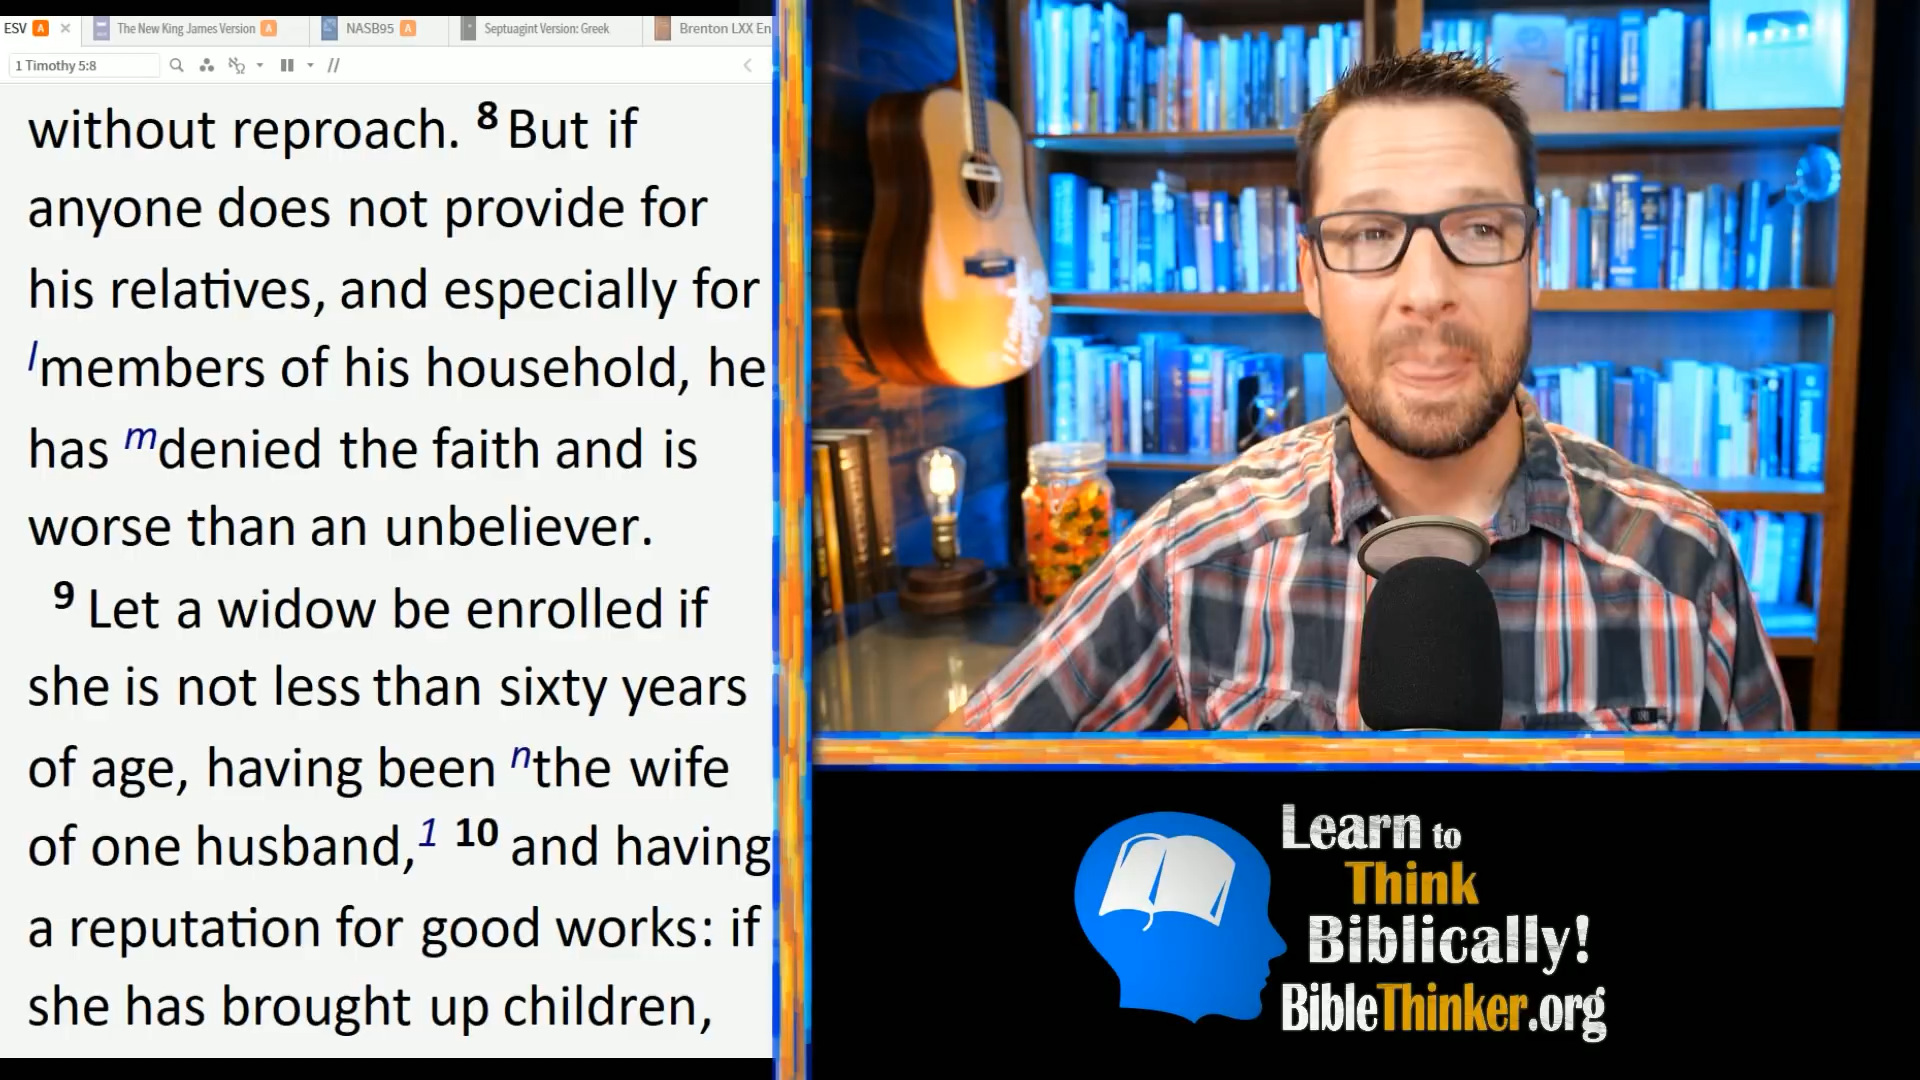 ESV A
The New King James Version A
NASB95 A
Septuagint Version: Greek
Brenton LXX En
1 Timothy 5:8
without reproach. 8 But if
anyone does not provide for
his relatives, and especially for
l members of his household, he
has m denied the faith and is
worse than an unbeliever.
9 Let a widow be enrolled if
she is not less than sixty years
of age, having been n the wife
of one husband,1 10 and having
a reputation for good works: if
she has brought up children,
Learn to
Think
Biblically!
BibleThinker.org